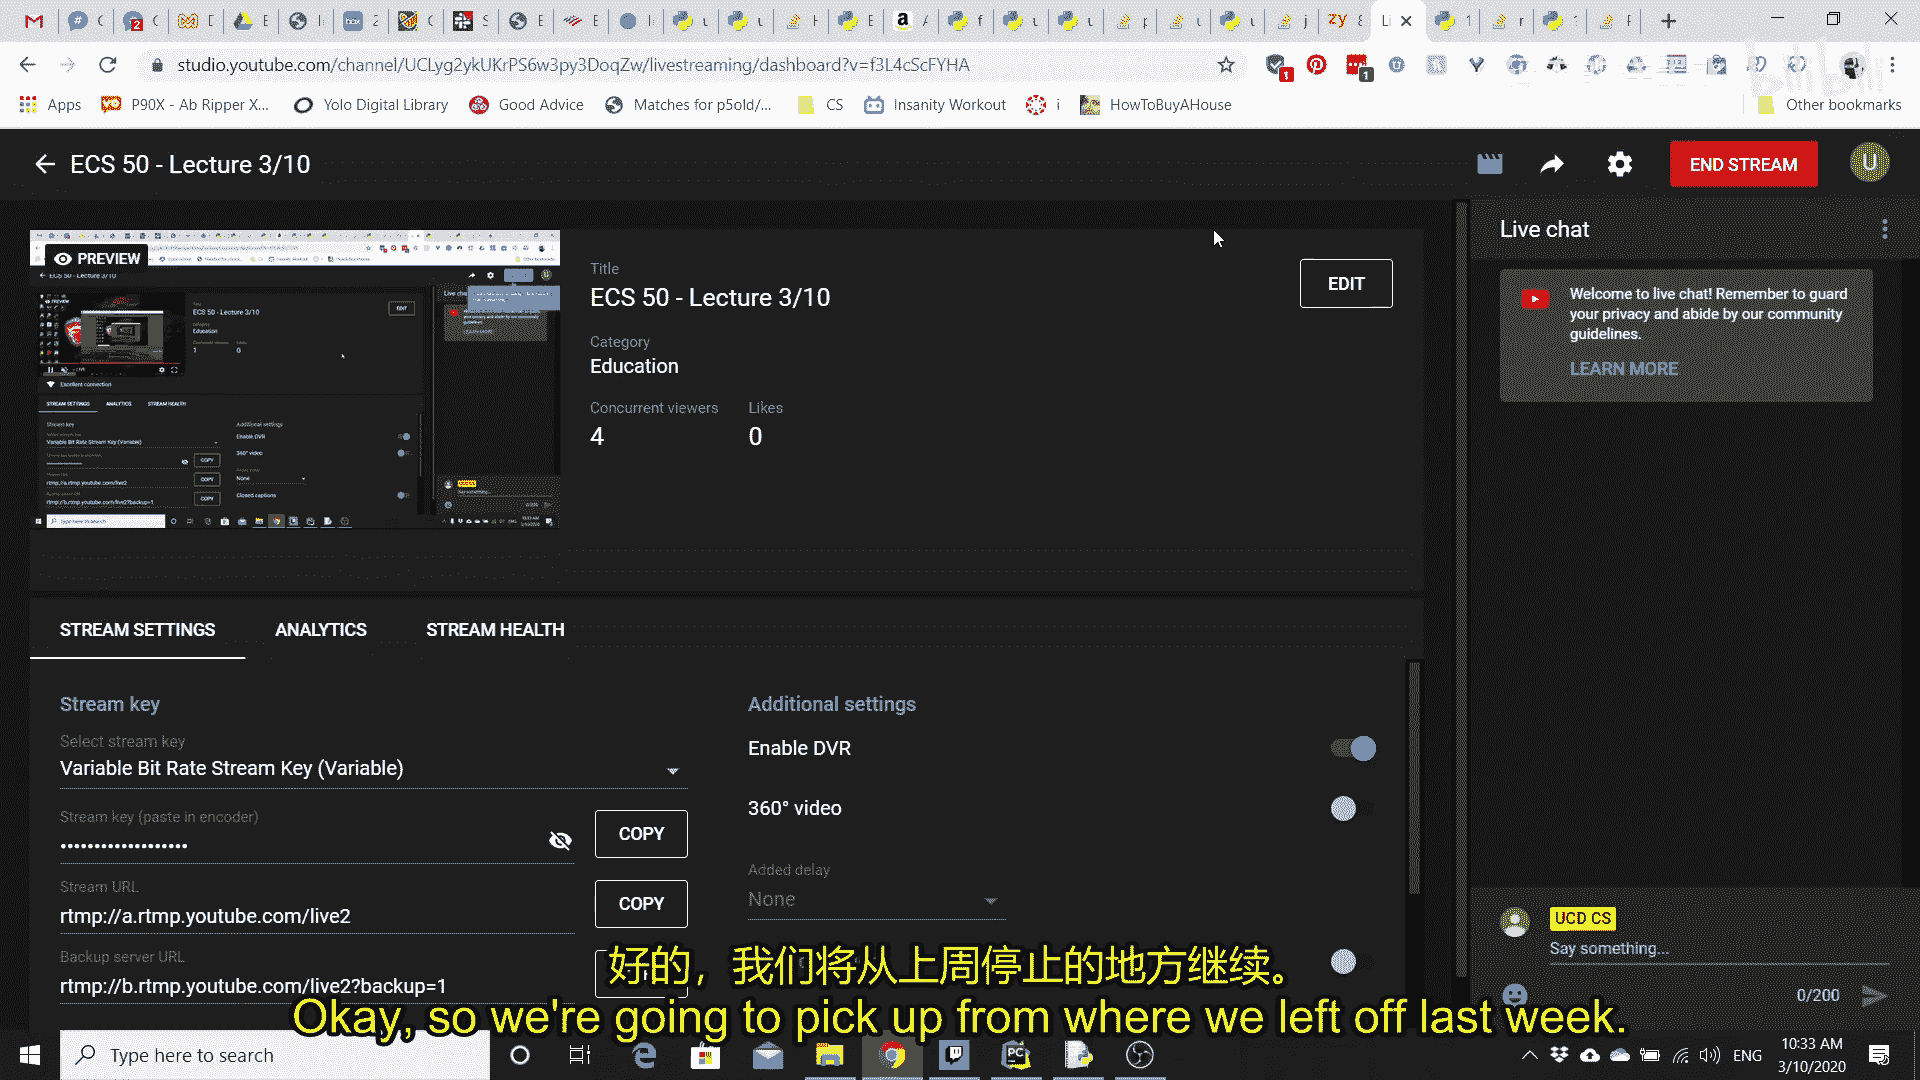 studio.youtube.com/channel/UCLyg2ykUKrPS6w3py3DoqZw/livestreaming/dashboard?v=f3L4cScFYHA
Apps P90X - Ab Ripper X... Yolo Digital Library Good Advice Matches for p5old/... CS Insanity Workout i HowToBuyAHouse Other bookmarks
bilibili
ECS 50 - Lecture 3/10
END STREAM
U
PREVIEW
Title
ECS 50 - Lecture 3/10
EDIT
Category
Education
Concurrent viewers Likes
4 0
Live chat
Welcome to live chat! Remember to guard
your privacy and abide by our community
guidelines.
LEARN MORE
STREAM SETTINGS ANALYTICS STREAM HEALTH
Stream key
Select stream key
Variable Bit Rate Stream Key (Variable)
Stream key (paste in encoder)
COPY
Stream URL
rtmp://a.rtmp.youtube.com/live2
COPY
Backup server URL
rtmp://b.rtmp.youtube.com/live2?backup=1
Additional settings
Enable DVR
360° video
Added delay
None
UCD CS
Say something...
0/200
好的，我们将从上周停止的地方继续。
Okay, so we're going to pick up from where we left off last week.
Type here to search
ENG
10:33 AM
3/10/2020